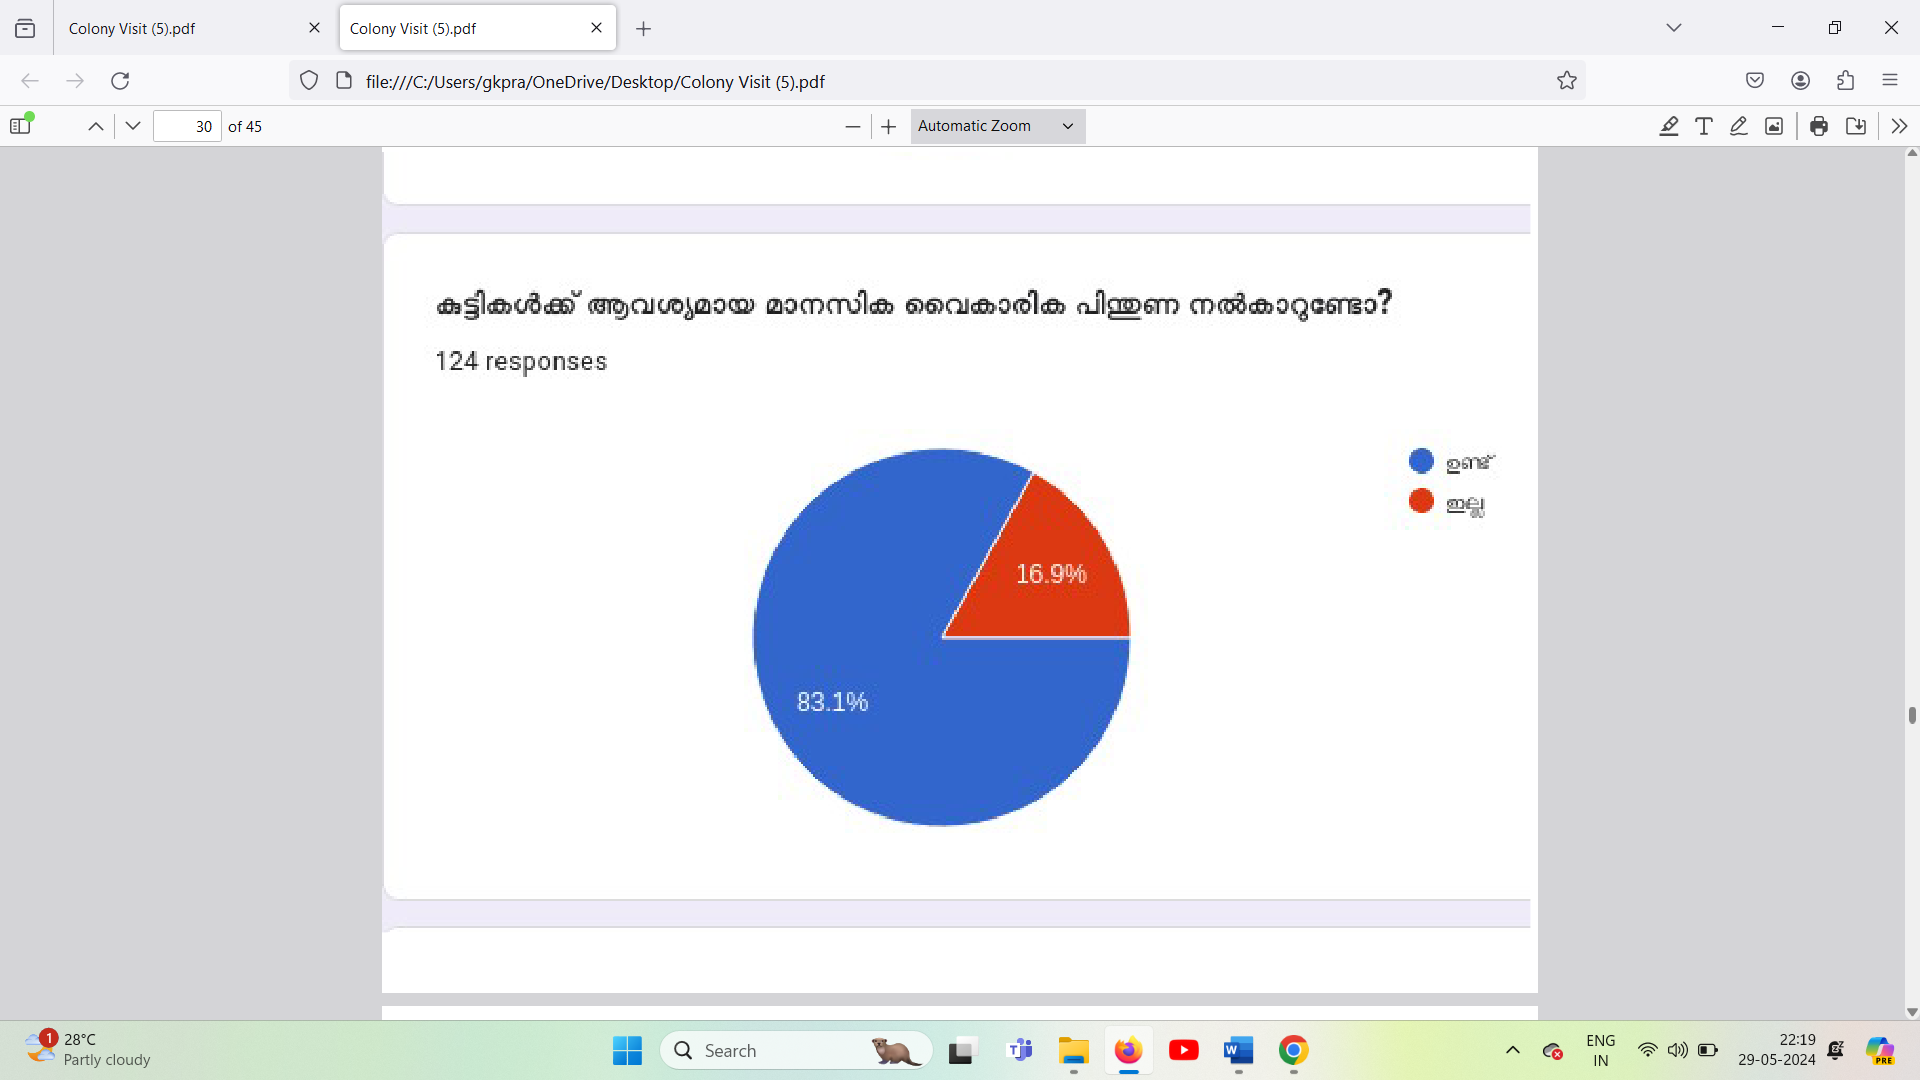 Colony Visit (5).pdf
Colony Visit (5).pdf
file:///C:/Users/gkpra/OneDrive/Desktop/Colony Visit (5).pdf
30 of 45
Automatic Zoom
കുട്ടികൾക്ക് ആവശ്യമായ മാനസിക വൈകാരിക പിന്തുണ നൽകാറുണ്ടോ?
124 responses
ഉണ്ട്
ഇല്ല
16.9%
83.1%
1
28°C
Partly cloudy
Search
ENG
IN
22:19
29-05-2024
PRE